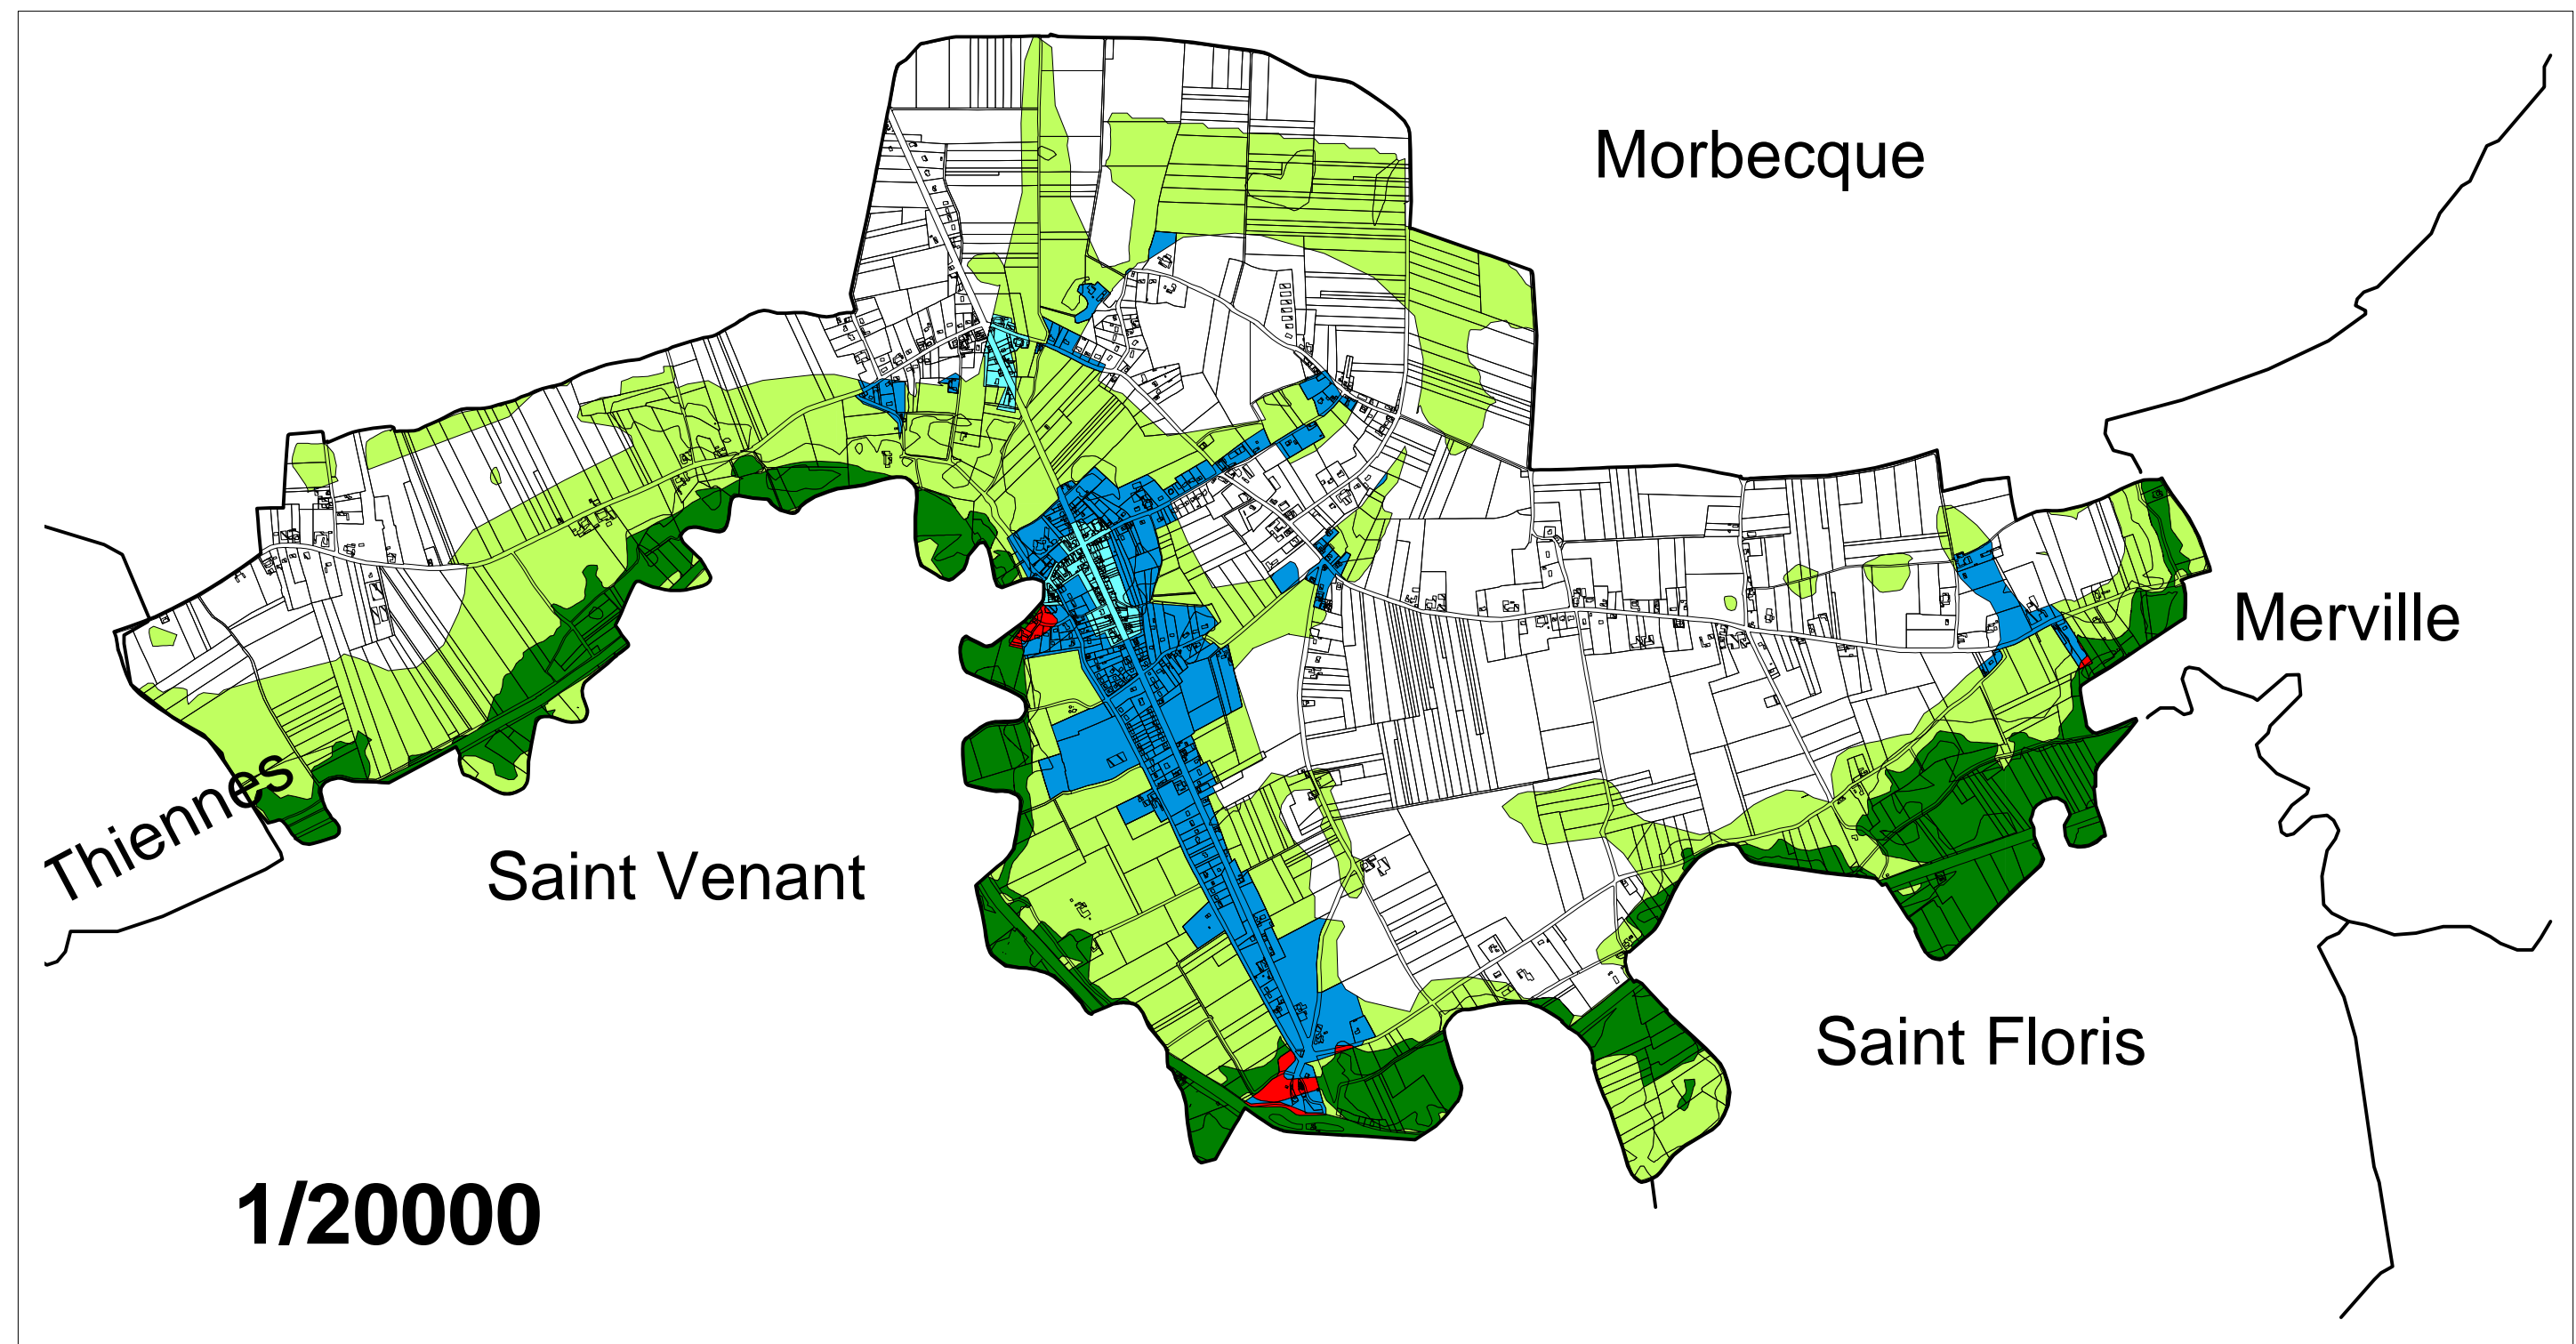 Morbecque
Merville
Thiennes
Saint Venant
Saint Floris
1/20000